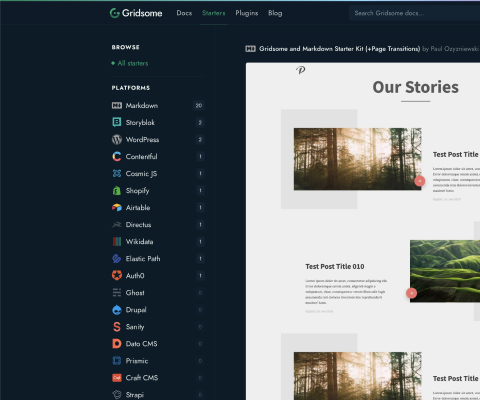 Gridsome
Docs
Starters
Plugins
Blog
Search Gridsome docs...
BROWSE
+ All starters
PLATFORMS
Markdown 20
Storyblok 2
WordPress 2
Contentful 1
Cosmic JS 1
Shopify 1
Airtable 1
Directus 1
Wikidata 1
Elastic Path 1
Auth0 1
Ghost 0
Drupal 0
Sanity 0
Dato CMS 0
Prismic 0
Craft CMS 0
Strapi
Gridsome and Markdown Starter Kit (+Page Transitions) by Paul Ozyzniewski
Our Stories
Test Post Title
Test Post Title 010
Test Post Title